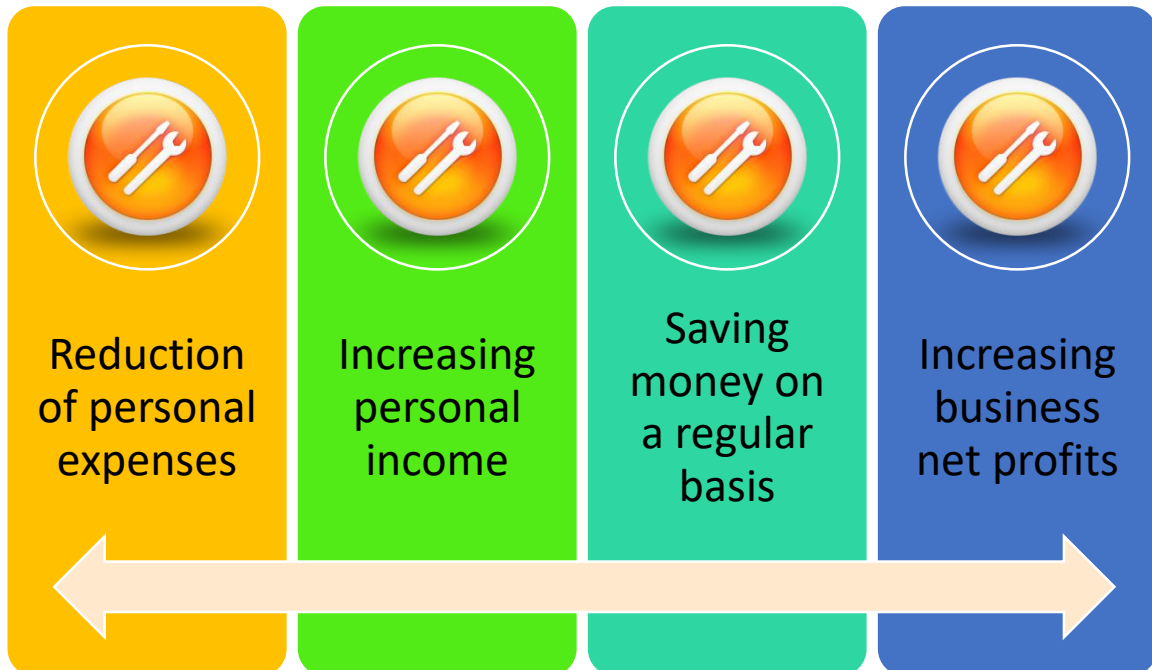 Reduction
of personal
expenses
Increasing
personal
income
Saving
money on
a regular
basis
Increasing
business
net profits